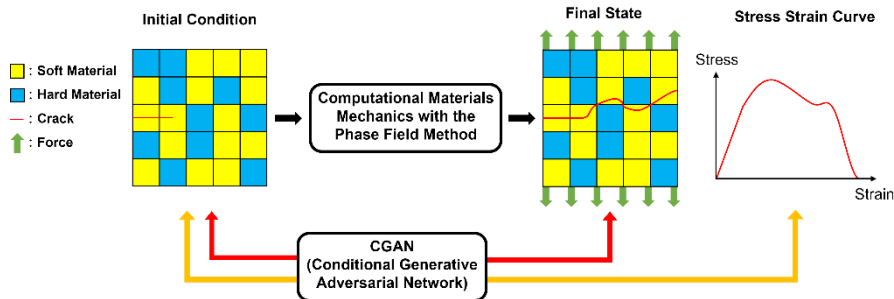 Initial Condition
Final State
Stress Strain Curve
: Soft Material
: Hard Material
: Crack
: Force
Computational Materials
Mechanics with the
Phase Field Method
Stress
Strain
CGAN
(Conditional Generative
Adversarial Network)